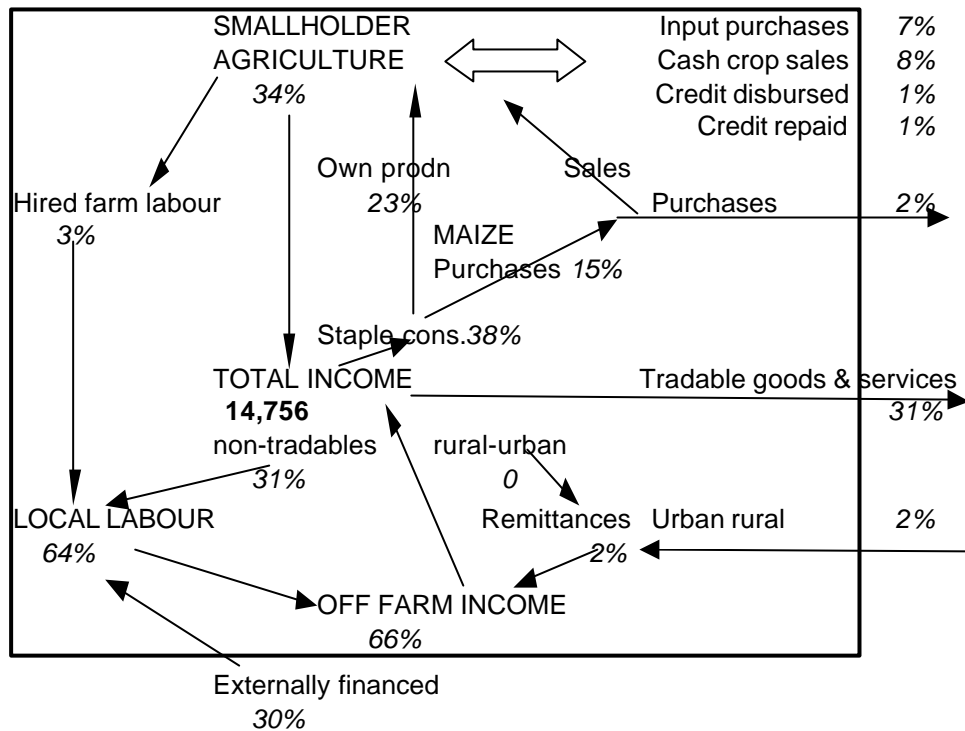 SMALLHOLDER
AGRICULTURE
34%
Input purchases 7%
Cash crop sales 8%
Credit disbursed 1%
Credit repaid 1%
Own prodn
23%
Sales
Hired farm labour
3%
Purchases 2%
MAIZE
Purchases 15%
Staple cons.38%
TOTAL INCOME
14,756
Tradable goods & services
31%
non-tradables
31%
rural-urban
0
LOCAL LABOUR
64%
Remittances
2%
Urban rural 2%
OFF FARM INCOME
66%
Externally financed
30%